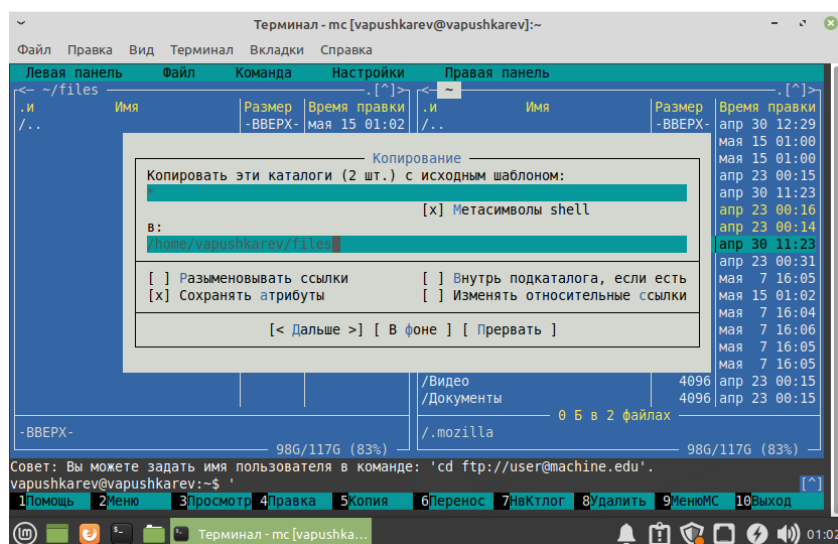 Терминал - mc [vapushkarev@vapushkarev]:~
Файл Правка Вид Терминал Вкладки Справка
Левая панель Файл Команда Настройки Правая панель
<- ~/files .[^]> <- ~ .[^]>
.и Имя Размер Время правки .и Имя Размер Время правки
/.. -ВВЕРХ- мая 15 01:02 /.. -ВВЕРХ- апр 30 12:29
мая 15 01:00
Копирование мая 15 01:00
Копировать эти каталоги (2 шт.) с исходным шаблоном: апр 23 00:15
* апр 30 11:23
[x] Метасимволы shell апр 23 00:16
в: апр 23 00:14
/home/vapushkarev/files апр 30 11:23
апр 23 00:31
[ ] Разыменовывать ссылки [ ] Внутрь подкаталога, если есть мая 7 16:05
[x] Сохранять атрибуты [ ] Изменять относительные ссылки мая 15 01:02
мая 7 16:04
[< Дальше >] [ В фоне ] [ Прервать ] мая 7 16:06
мая 7 16:05
мая 7 16:05
/Видео 4096 апр 23 00:15
/Документы 4096 апр 23 00:15
0 Б в 2 файлах
-ВВЕРХ- /.mozilla
98G/117G (83%) 98G/117G (83%)
Совет: Вы можете задать имя пользователя в команде: 'cd ftp://user@machine.edu'.
vapushkarev@vapushkarev:~$ ' [^]
1Помощь 2Меню 3Просмотр 4Правка 5Копия 6Перенос 7НвКтлог 8Удалить 9МенюМС 10Выход
Терминал - mc [vapushka... 01:02